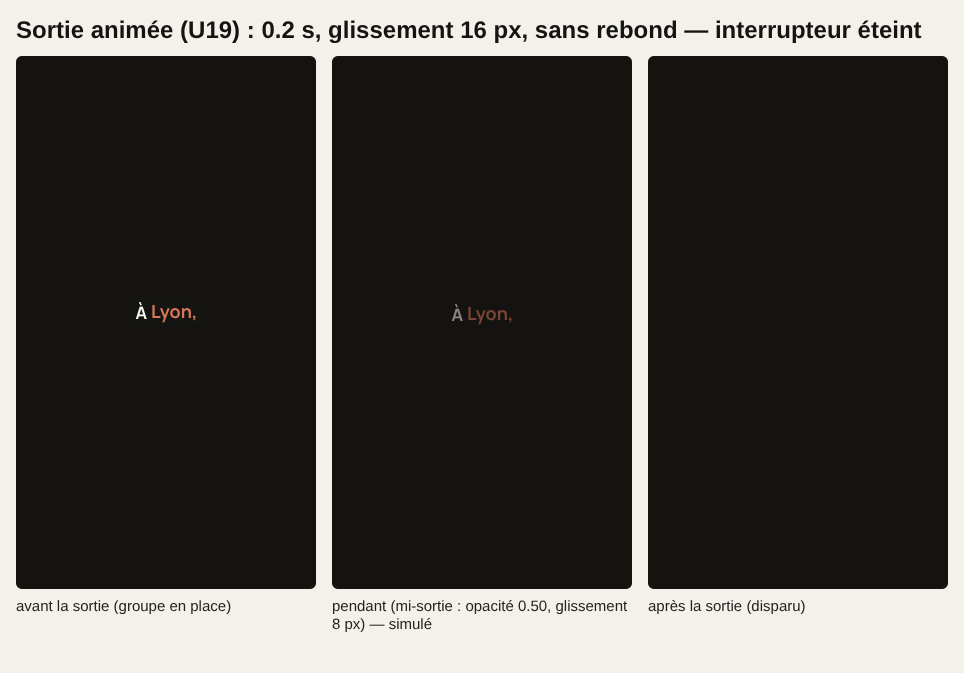 Sortie animée (U19) : 0.2 s, glissement 16 px, sans rebond — interrupteur éteint
À Lyon,
À Lyon,
avant la sortie (groupe en place)
pendant (mi-sortie : opacité 0.50, glissement
8 px) — simulé
après la sortie (disparu)